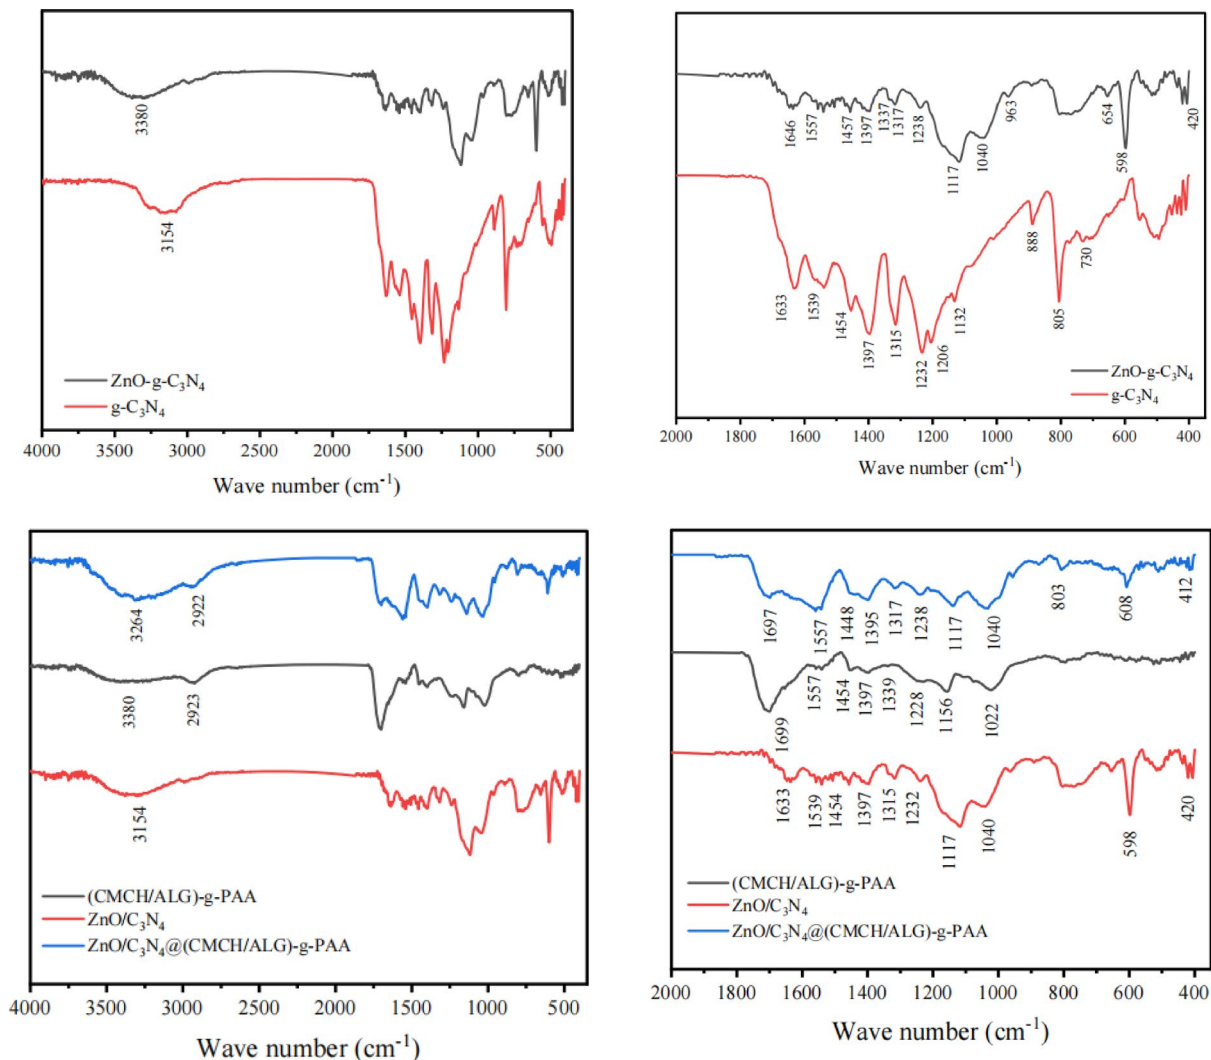 3380
3154
ZnO-g-C₃N₄
g-C₃N₄
4000 3500 3000 2500 2000 1500 1000 500
Wave number (cm⁻¹)
1646 1557 1457 1397 1337 1317 1238 1117 1040 963 654 598 420
1633 1539 1454 1397 1315 1232 1206 1132 888 805 730
ZnO-g-C₃N₄
g-C₃N₄
2000 1800 1600 1400 1200 1000 800 600 400
Wave number (cm⁻¹)
3264 2922
3380 2923
3154
(CMCH/ALG)-g-PAA
ZnO/C₃N₄
ZnO/C₃N₄@(CMCH/ALG)-g-PAA
4000 3500 3000 2500 2000 1500 1000 500
Wave number (cm⁻¹)
1697 1557 1448 1395 1317 1238 1117 1040 803 608 412
1699 1557 1454 1397 1339 1228 1156 1022
1633 1539 1454 1397 1315 1232 1117 1040 598 420
(CMCH/ALG)-g-PAA
ZnO/C₃N₄
ZnO/C₃N₄@(CMCH/ALG)-g-PAA
2000 1800 1600 1400 1200 1000 800 600 400
Wave number (cm⁻¹)